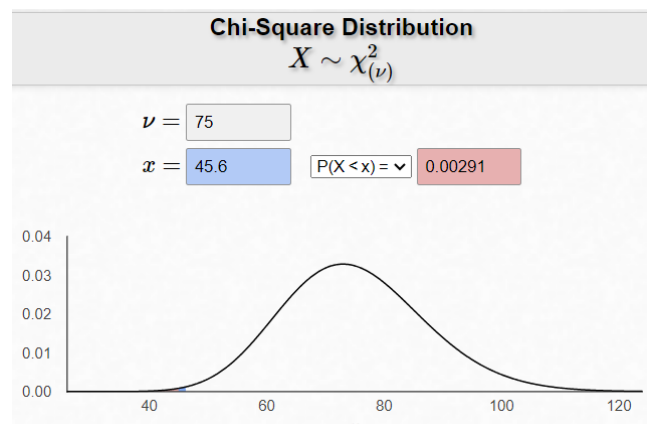 Chi-Square Distribution
X ∼ χ²₍ν₎
ν = 75
x = 45.6 P(X < x) = 0.00291
0.04
0.03
0.02
0.01
0.00
40 60 80 100 120